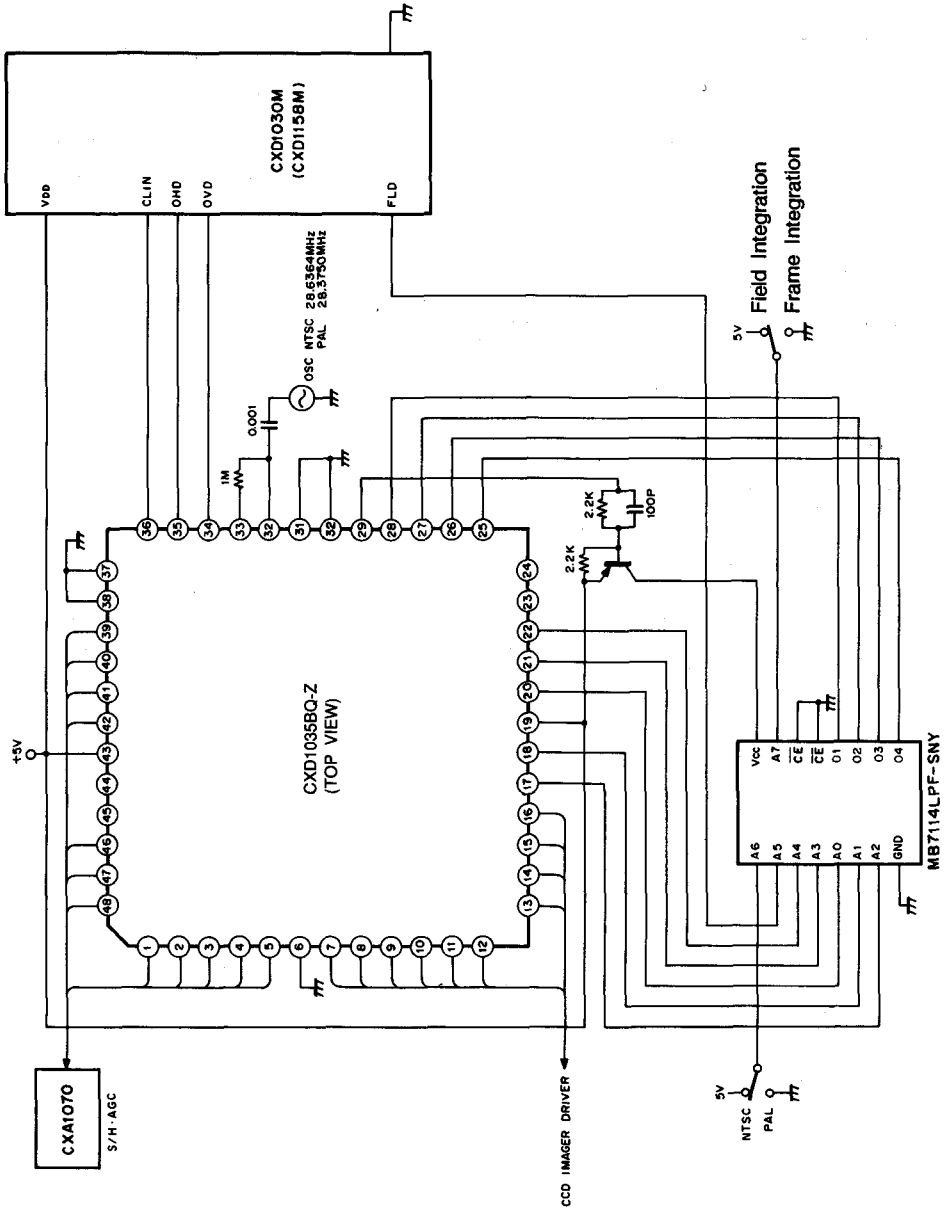 +5V
VDD
CLIN
OHD
OVD
FLD
CXD1030M
(CXD1158M)
OSC NTSC 28.6364MHz
PAL 28.3750MHz
0.001
1M
CXD1035BQ-Z
(TOP VIEW)
48
47
46
45
44
43
42
41
40
39
38
37
36
35
34
33
32
31
32
29
28
27
26
25
1
2
3
4
5
6
7
8
9
10
11
12
13
14
15
16
17
18
19
20
21
22
23
24
2.2K
2.2K
100P
CXA1070
S/H·AGC
CCD IMAGER DRIVER
5V
Field Integration
Frame Integration
5V
NTSC
PAL
A6
A5
A4
A3
A0
A1
A2
GND
VCC
A7
CE
CE
01
02
03
04
MB7114LPF-SNY